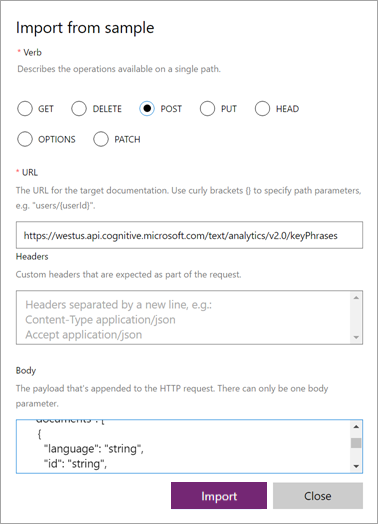 Import from sample
* Verb
Describes the operations available on a single path.
GET DELETE POST PUT HEAD
OPTIONS PATCH
* URL
The URL for the target documentation. Use curly brackets {} to specify path parameters,
e.g. "users/{userId}".
https://westus.api.cognitive.microsoft.com/text/analytics/v2.0/keyPhrases
Headers
Custom headers that are expected as part of the request.
Headers separated by a new line, e.g.:
Content-Type application/json
Accept application/json
Body
The payload that's appended to the HTTP request. There can only be one body
parameter.
"documents": [
{
"language": "string",
"id": "string",
Import Close